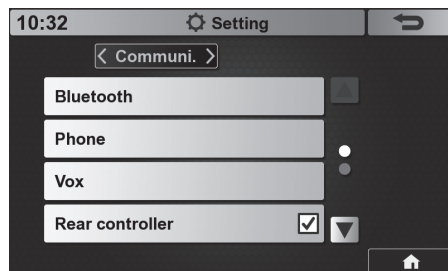 10:32 Setting
< Communi. >
Bluetooth
Phone
Vox
Rear controller